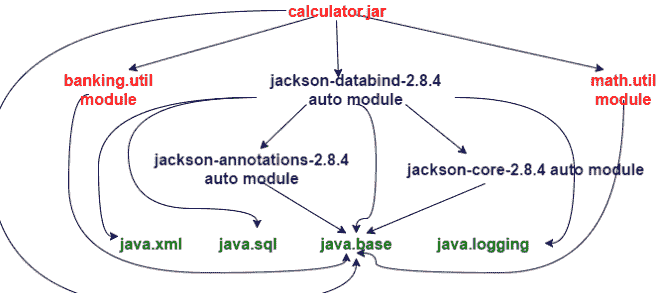 calculator.jar
banking.util
module
jackson-databind-2.8.4
auto module
math.util
module
jackson-annotations-2.8.4
auto module
jackson-core-2.8.4 auto module
java.xml
java.sql
java.base
java.logging